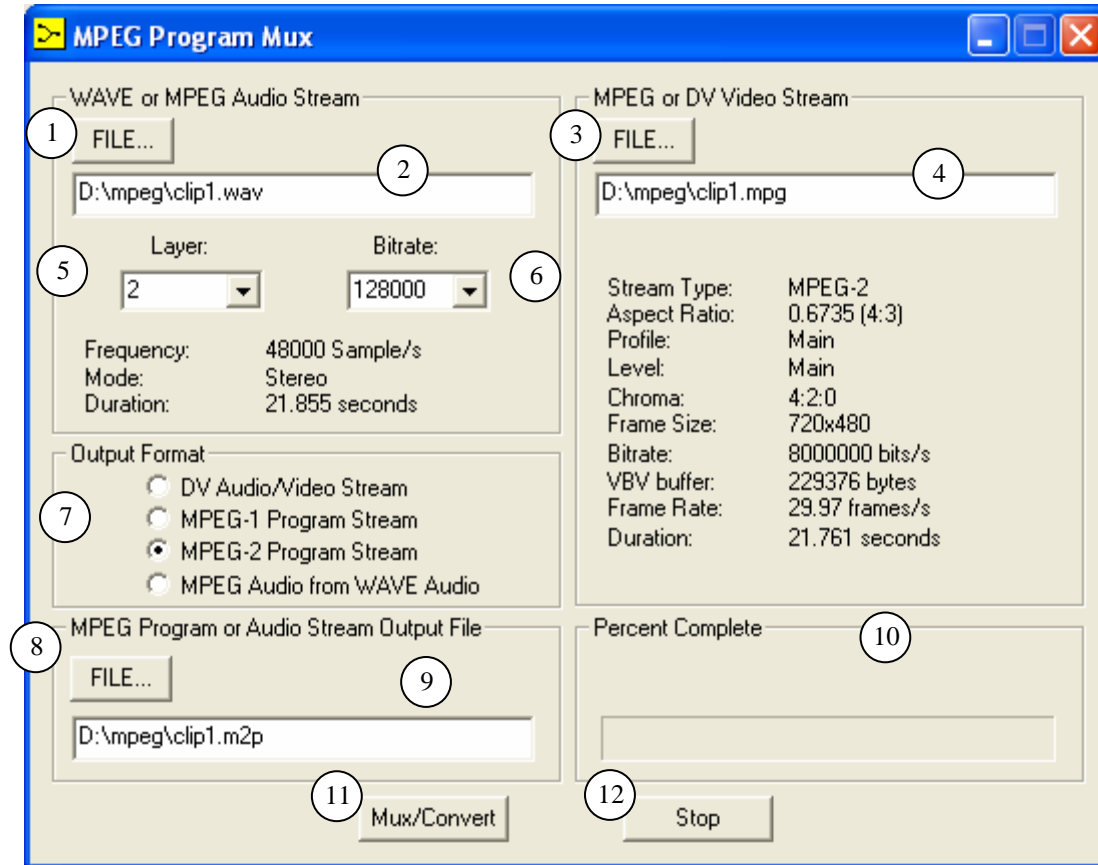 MPEG Program Mux
WAVE or MPEG Audio Stream
1
FILE...
2
D:\mpeg\clip1.wav
5
Layer:
Bitrate:
6
2
128000
Frequency: 48000 Sample/s
Mode: Stereo
Duration: 21.855 seconds
MPEG or DV Video Stream
3
FILE...
4
D:\mpeg\clip1.mpg
Stream Type: MPEG-2
Aspect Ratio: 0.6735 (4:3)
Profile: Main
Level: Main
Chroma: 4:2:0
Frame Size: 720x480
Bitrate: 8000000 bits/s
VBV buffer: 229376 bytes
Frame Rate: 29.97 frames/s
Duration: 21.761 seconds
Output Format
7
DV Audio/Video Stream
MPEG-1 Program Stream
MPEG-2 Program Stream
MPEG Audio from WAVE Audio
MPEG Program or Audio Stream Output File
8
FILE...
9
D:\mpeg\clip1.m2p
Percent Complete
10
11
Mux/Convert
12
Stop